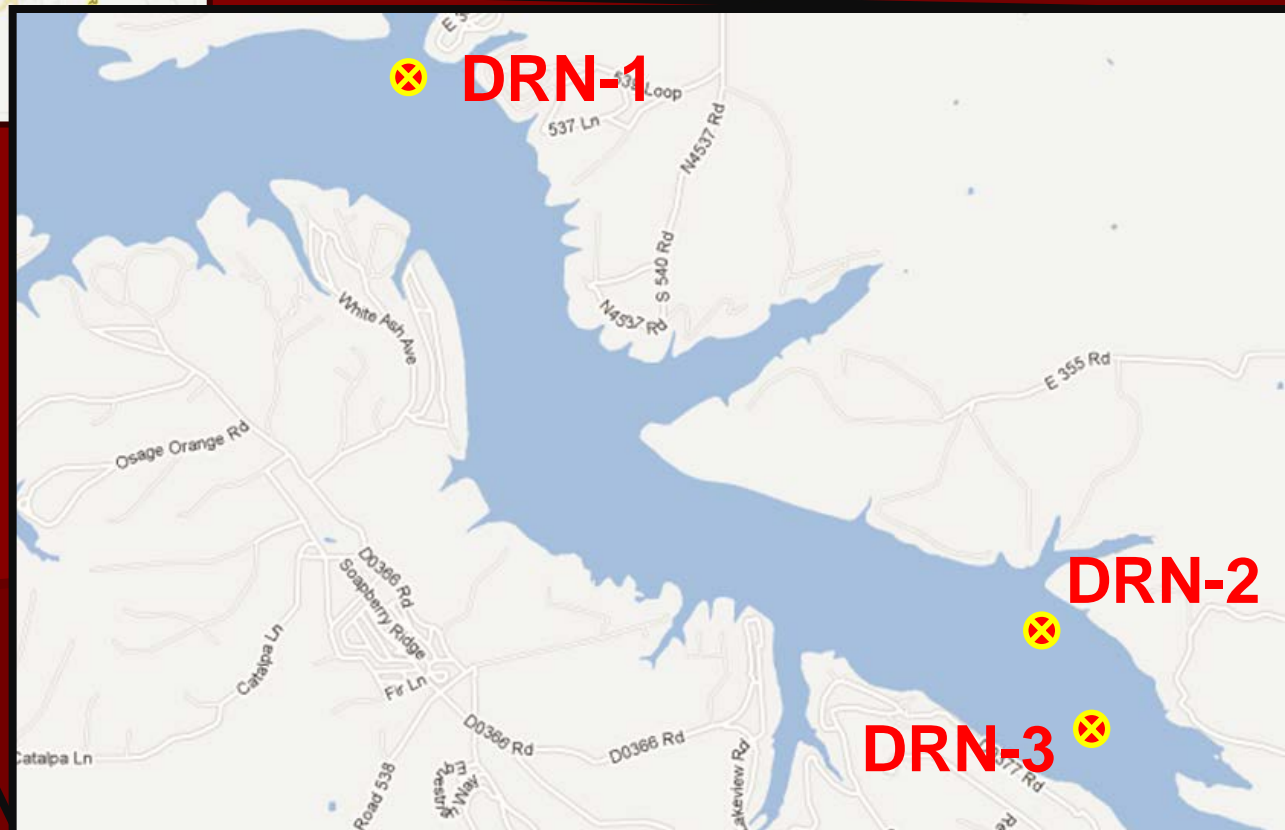 DRN-1
539 Loop
537 Ln
N4537 Rd
S 540 Rd
N4537 Rd
White Ash Ave
E 355 Rd
Osage Orange Rd
D0366 Rd
Soapberry Ridge
DRN-2
Catalpa Ln
Fir Ln
D0366 Rd
D0366 Rd
DRN-3
Catalpa Ln
Road 538